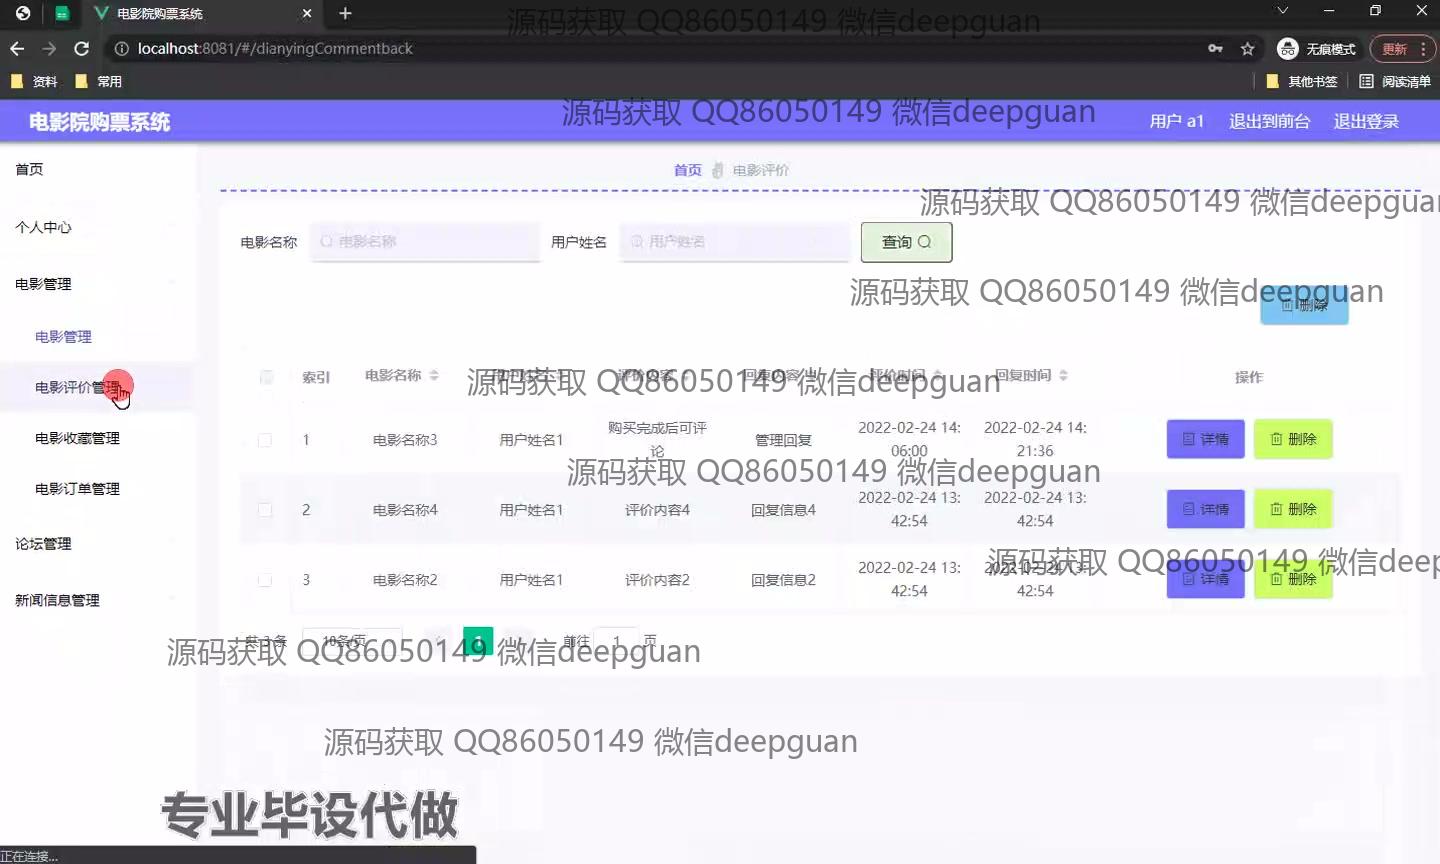 电影院购票系统
localhost:8081/#/dianyingCommentback
无痕模式
更新
资料
常用
其他书签
阅读清单
源码获取 QQ86050149 微信deepguan
电影院购票系统
源码获取 QQ86050149 微信deepguan
用户 a1
退出到前台
退出登录
首页
个人中心
电影管理
电影管理
电影评价管理
电影收藏管理
电影订单管理
论坛管理
新闻信息管理
首页
电影评价
源码获取 QQ86050149 微信deepguan
电影名称
电影名称
用户姓名
用户姓名
查询
源码获取 QQ86050149 微信deepguan
删除
索引 电影名称 用户姓名 评价内容 回复内容 评价时间 回复时间 操作
源码获取 QQ86050149 微信deepguan
1 电影名称3 用户姓名1 购买完成后可评论 管理回复 2022-02-24 14:06:00 2022-02-24 14:21:36 详情 删除
源码获取 QQ86050149 微信deepguan
2 电影名称4 用户姓名1 评价内容4 回复信息4 2022-02-24 13:42:54 2022-02-24 13:42:54 详情 删除
源码获取 QQ86050149 微信deep
3 电影名称2 用户姓名1 评价内容2 回复信息2 2022-02-24 13:42:54 2022-02-24 13:42:54 详情 删除
共 3 条 10条/页 1 前往 1 页
源码获取 QQ86050149 微信deepguan
源码获取 QQ86050149 微信deepguan
专业毕设代做
正在连接...